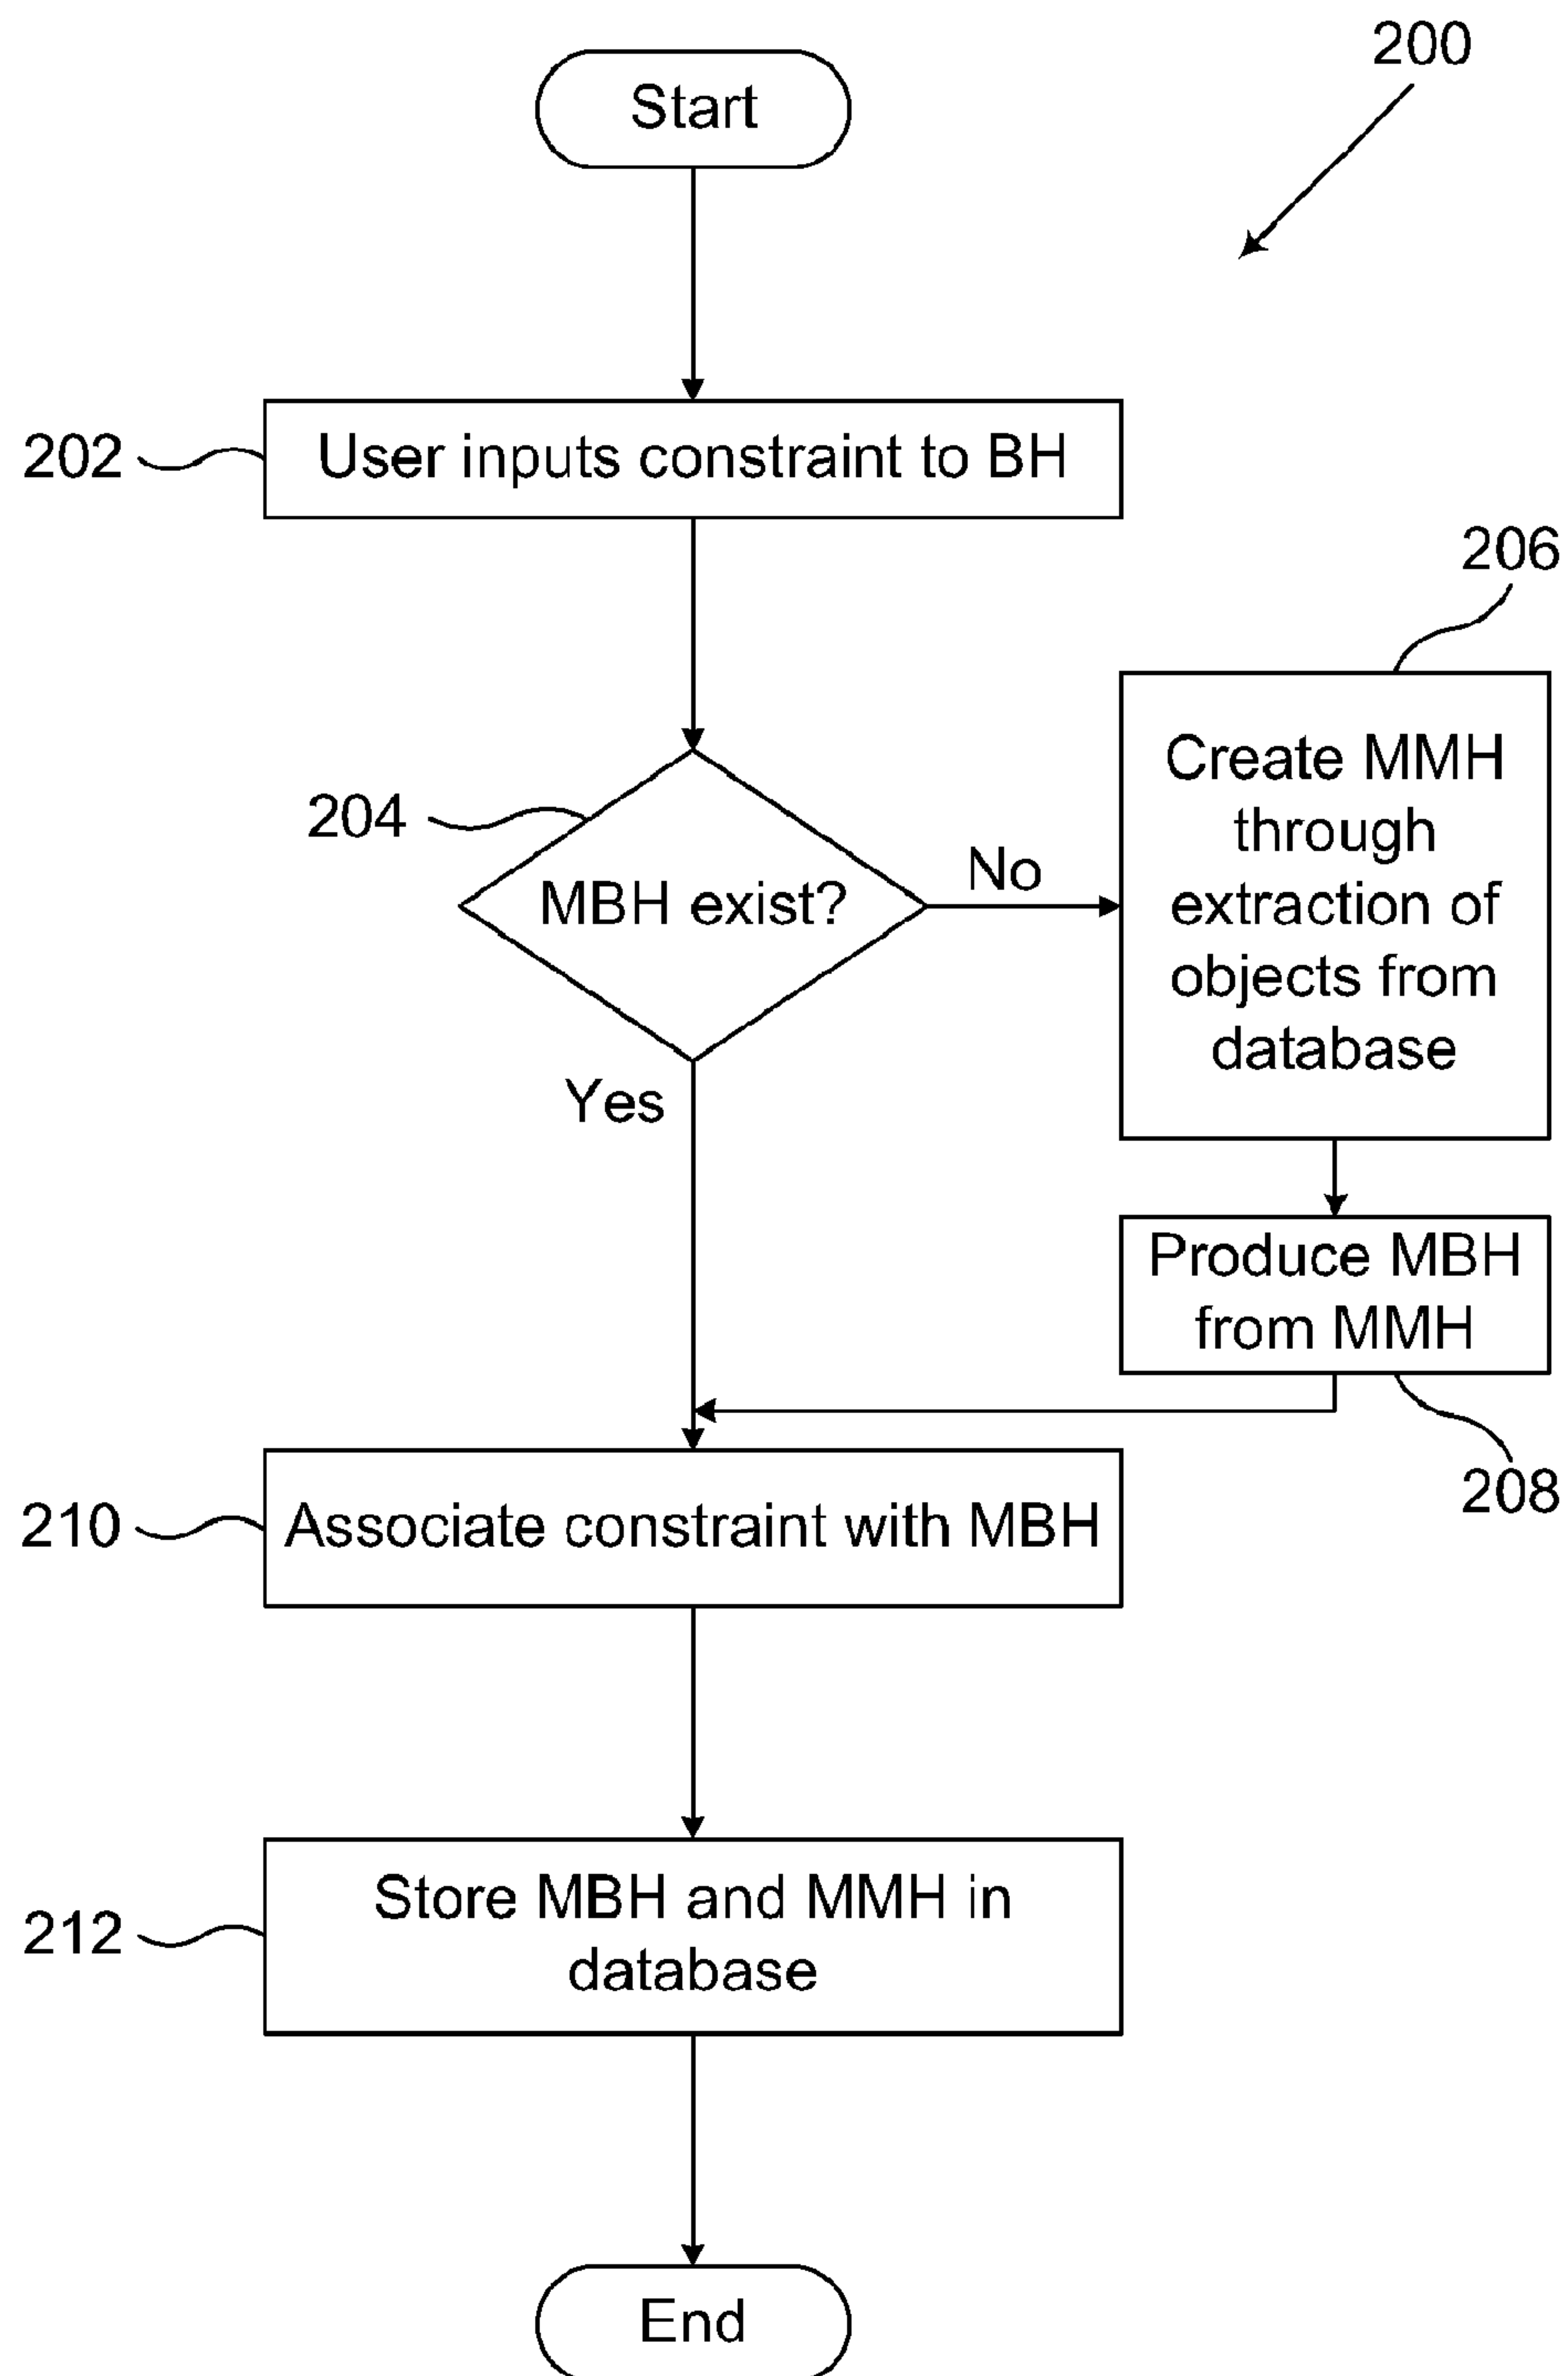 200
Start
202
User inputs constraint to BH
206
204
MBH exist?
No
Create MMH
through
extraction of
objects from
database
Yes
Produce MBH
from MMH
208
210
Associate constraint with MBH
212
Store MBH and MMH in
database
End